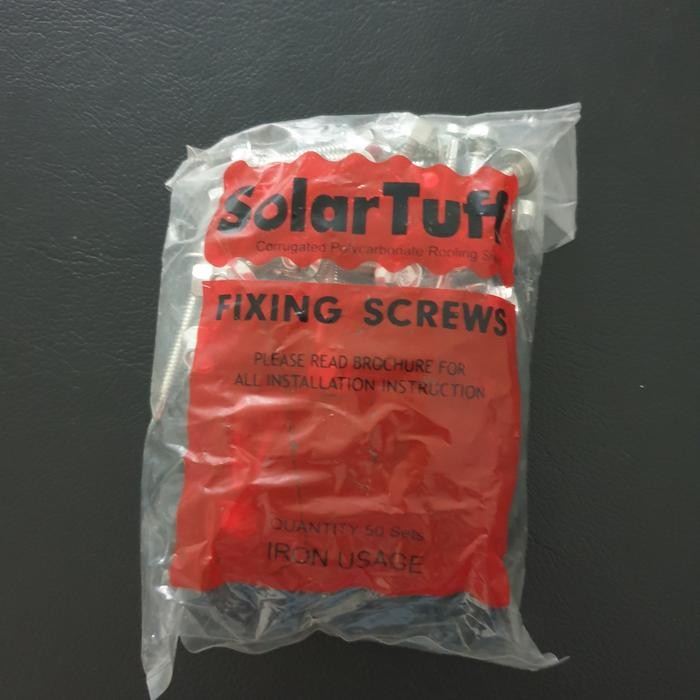 SolarTuff
Corrugated Polycarbonate Roofing
FIXING SCREWS
PLEASE READ BROCHURE FOR
ALL INSTALLATION INSTRUCTION
QUANTITY 50 Sets
IRON USAGE